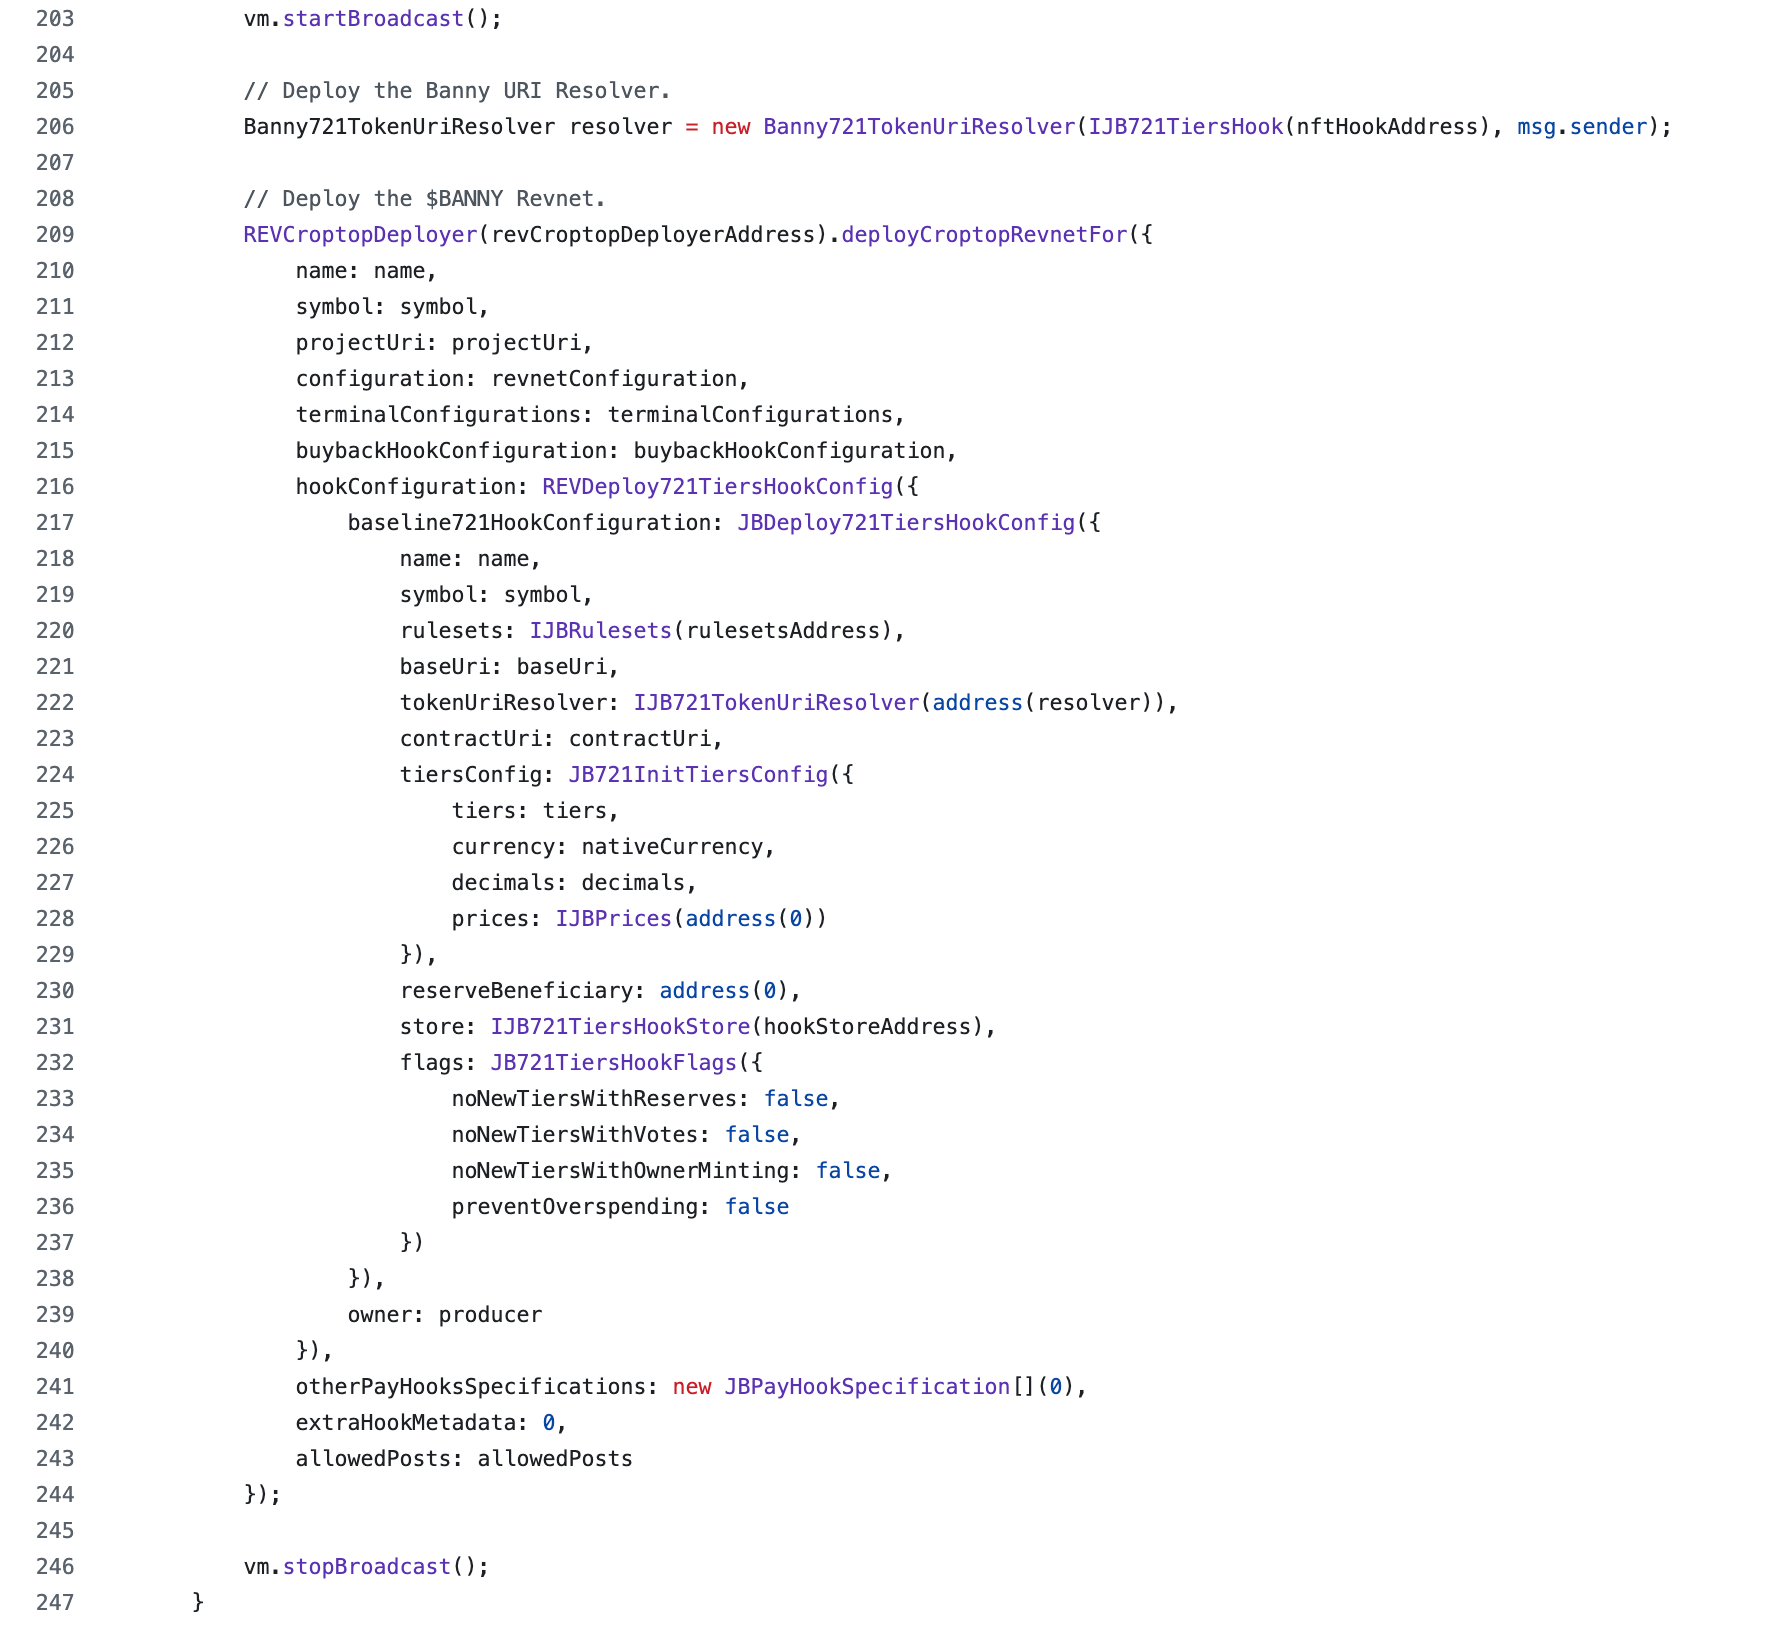 203             vm.startBroadcast();
204
205             // Deploy the Banny URI Resolver.
206             Banny721TokenUriResolver resolver = new Banny721TokenUriResolver(IJB721TiersHook(nftHookAddress), msg.sender);
207
208             // Deploy the $BANNY Revnet.
209             REVCroptopDeployer(revCroptopDeployerAddress).deployCroptopRevnetFor({
210                 name: name,
211                 symbol: symbol,
212                 projectUri: projectUri,
213                 configuration: revnetConfiguration,
214                 terminalConfigurations: terminalConfigurations,
215                 buybackHookConfiguration: buybackHookConfiguration,
216                 hookConfiguration: REVDeploy721TiersHookConfig({
217                     baseline721HookConfiguration: JBDeploy721TiersHookConfig({
218                         name: name,
219                         symbol: symbol,
220                         rulesets: IJBRulesets(rulesetsAddress),
221                         baseUri: baseUri,
222                         tokenUriResolver: IJB721TokenUriResolver(address(resolver)),
223                         contractUri: contractUri,
224                         tiersConfig: JB721InitTiersConfig({
225                             tiers: tiers,
226                             currency: nativeCurrency,
227                             decimals: decimals,
228                             prices: IJBPrices(address(0))
229                         }),
230                         reserveBeneficiary: address(0),
231                         store: IJB721TiersHookStore(hookStoreAddress),
232                         flags: JB721TiersHookFlags({
233                             noNewTiersWithReserves: false,
234                             noNewTiersWithVotes: false,
235                             noNewTiersWithOwnerMinting: false,
236                             preventOverspending: false
237                         })
238                     }),
239                     owner: producer
240                 }),
241                 otherPayHooksSpecifications: new JBPayHookSpecification[](0),
242                 extraHookMetadata: 0,
243                 allowedPosts: allowedPosts
244             });
245
246             vm.stopBroadcast();
247         }